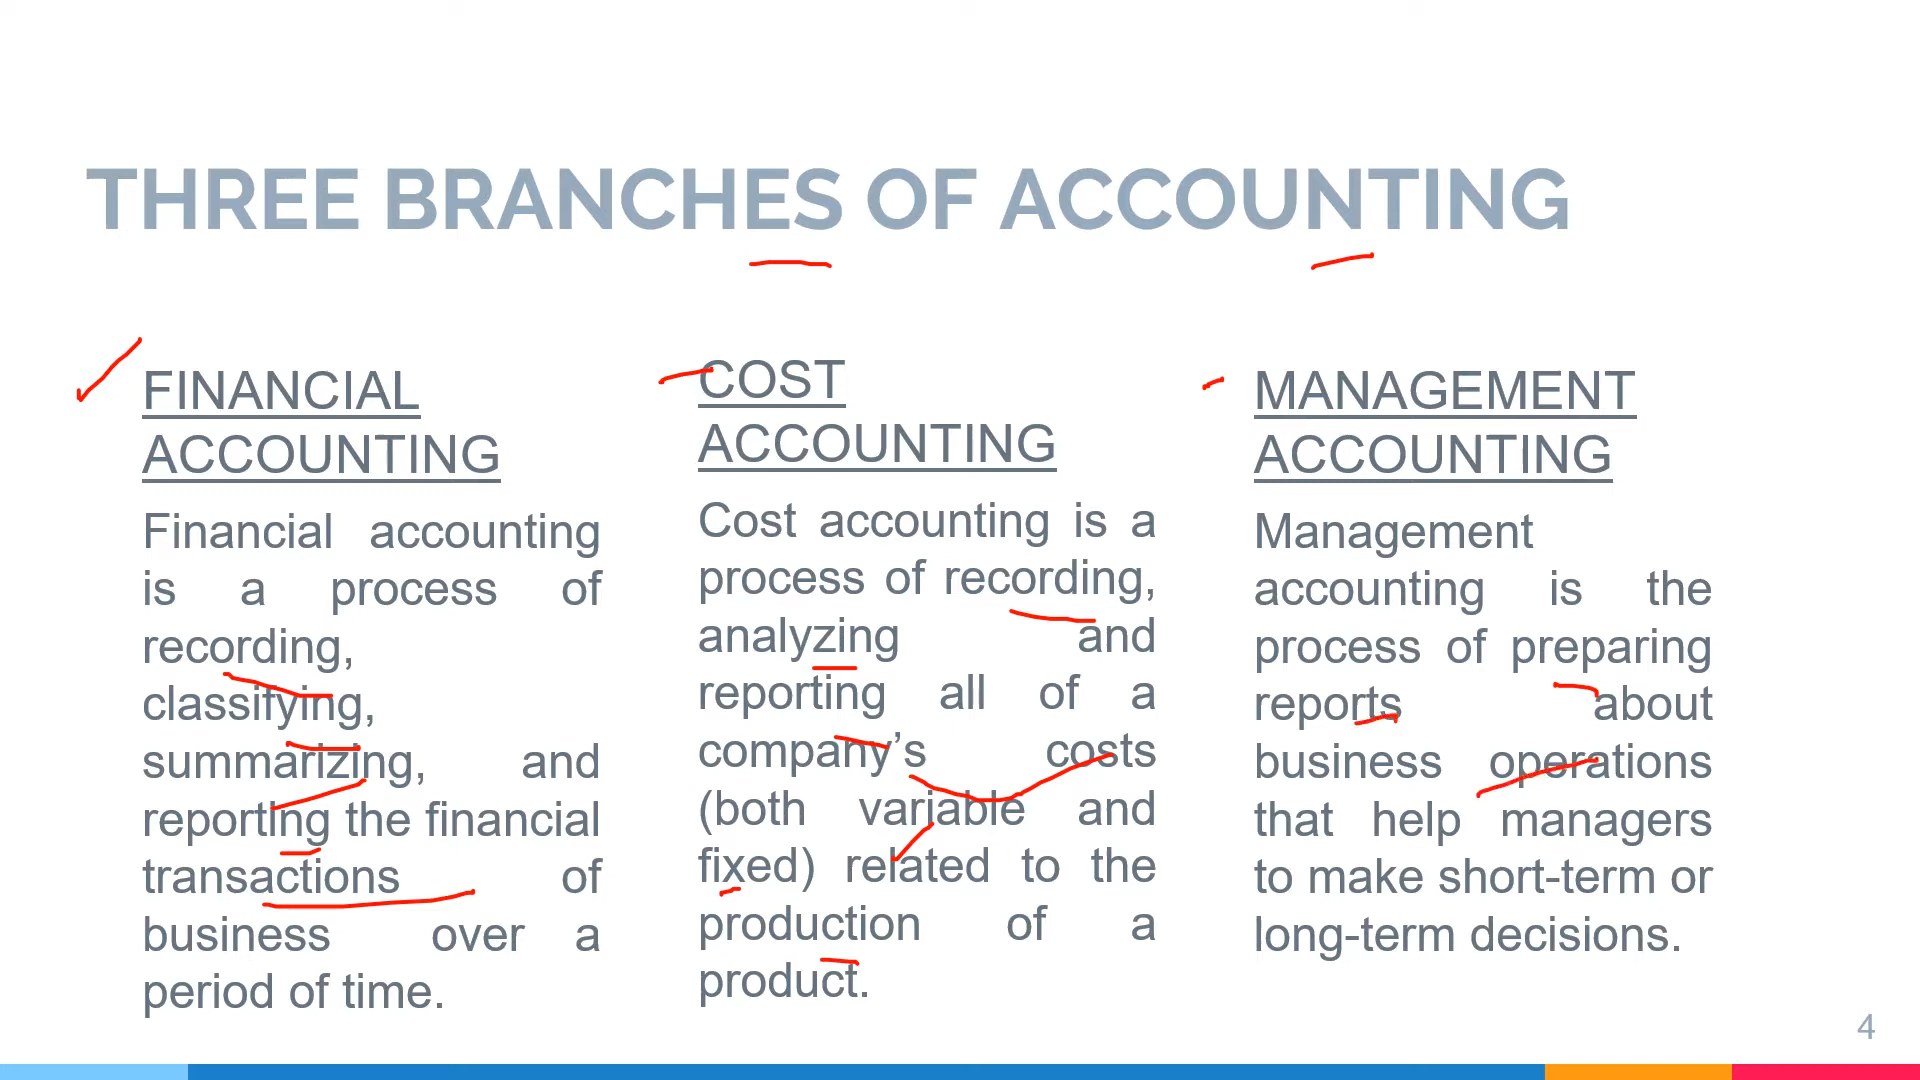 THREE BRANCHES OF ACCOUNTING
FINANCIAL
ACCOUNTING
Financial accounting
is a process of
recording,
classifying,
summarizing, and
reporting the financial
transactions of
business over a
period of time.
COST
ACCOUNTING
Cost accounting is a
process of recording,
analyzing and
reporting all of a
company’s costs
(both variable and
fixed) related to the
production of a
product.
MANAGEMENT
ACCOUNTING
Management
accounting is the
process of preparing
reports about
business operations
that help managers
to make short-term or
long-term decisions.
4